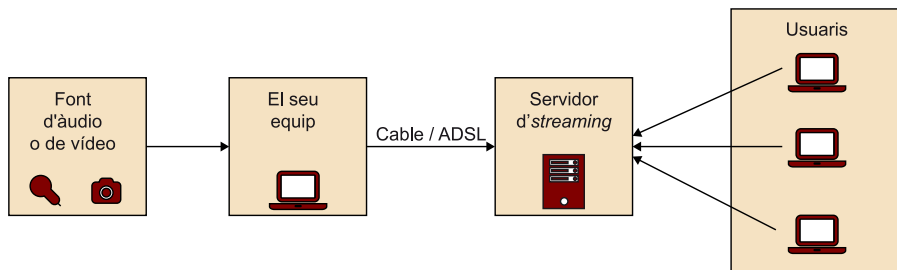 Font
d'àudio
o de vídeo
El seu
equip
Cable / ADSL
Servidor
d'streaming
Usuaris